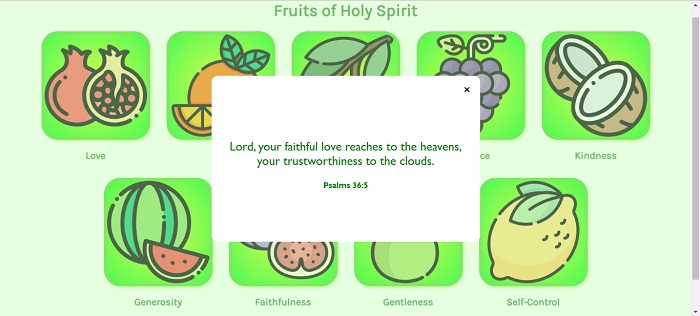 Fruits of Holy Spirit
Lord, your faithful love reaches to the heavens,
your trustworthiness to the clouds.
Psalms 36:5
Love
ce
Kindness
Generosity
Faithfulness
Gentleness
Self-Control